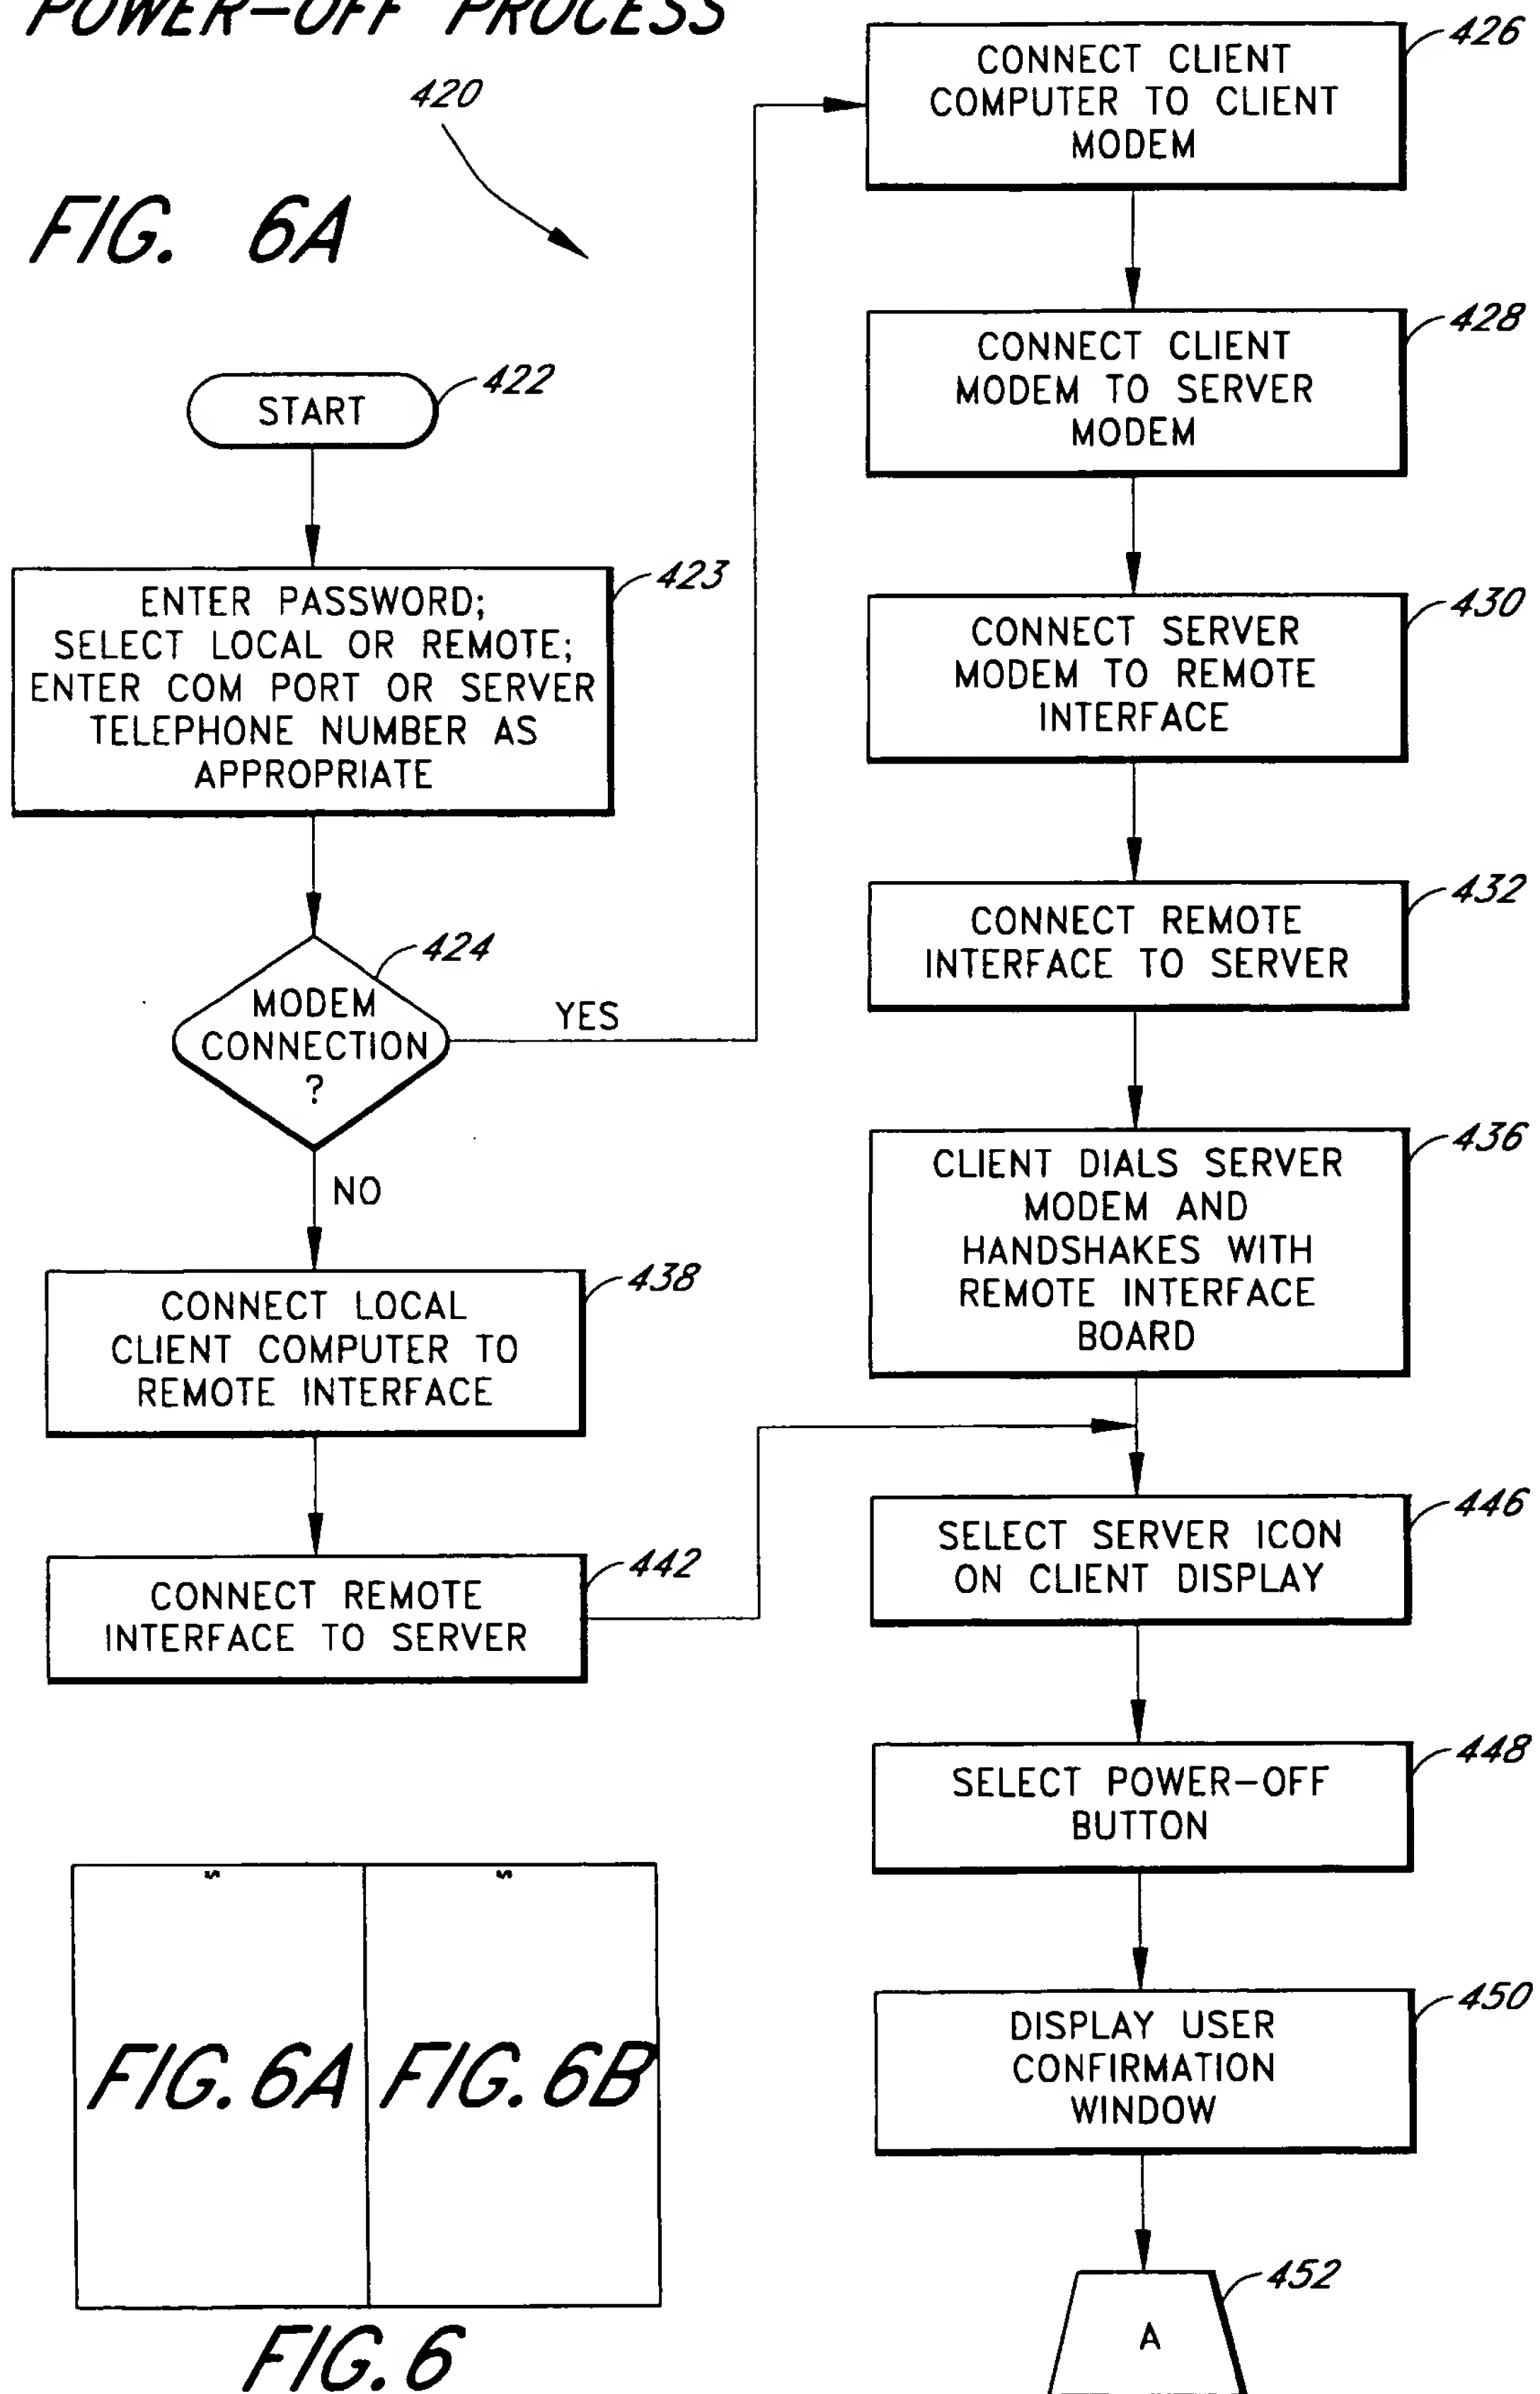 POWER-OFF PROCESS
420
FIG. 6A
START
422
ENTER PASSWORD;
SELECT LOCAL OR REMOTE;
ENTER COM PORT OR SERVER
TELEPHONE NUMBER AS
APPROPRIATE
423
MODEM
CONNECTION
?
424
YES
NO
CONNECT LOCAL
CLIENT COMPUTER TO
REMOTE INTERFACE
438
CONNECT REMOTE
INTERFACE TO SERVER
442
CONNECT CLIENT
COMPUTER TO CLIENT
MODEM
426
CONNECT CLIENT
MODEM TO SERVER
MODEM
428
CONNECT SERVER
MODEM TO REMOTE
INTERFACE
430
CONNECT REMOTE
INTERFACE TO SERVER
432
CLIENT DIALS SERVER
MODEM AND
HANDSHAKES WITH
REMOTE INTERFACE
BOARD
436
SELECT SERVER ICON
ON CLIENT DISPLAY
446
SELECT POWER-OFF
BUTTON
448
DISPLAY USER
CONFIRMATION
WINDOW
450
A
452
FIG. 6A
FIG. 6B
FIG. 6